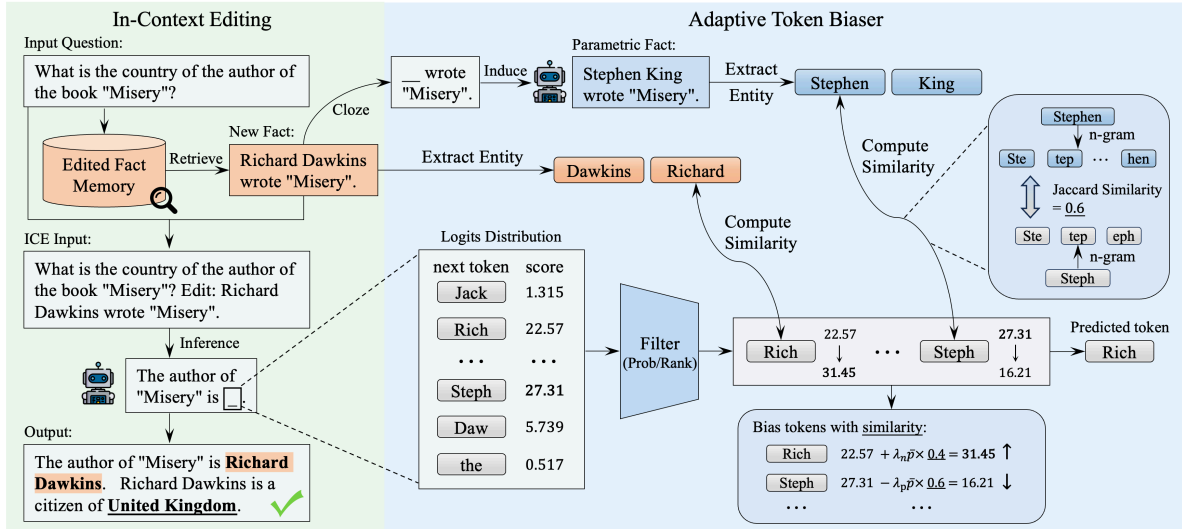 In-Context Editing
Input Question:
What is the country of the author of
the book "Misery"?
Edited Fact
Memory
Retrieve
New Fact:
Richard Dawkins
wrote "Misery".
Cloze
ICE Input:
What is the country of the author of
the book "Misery"? Edit: Richard
Dawkins wrote "Misery".
Inference
The author of
"Misery" is _.
Output:
The author of "Misery" is Richard
Dawkins. Richard Dawkins is a
citizen of United Kingdom.
Adaptive Token Biaser
__ wrote
"Misery".
Induce
Parametric Fact:
Stephen King
wrote "Misery".
Extract
Entity
Stephen King
Extract Entity
Dawkins Richard
Compute
Similarity
Compute
Similarity
Stephen
n-gram
Ste tep ... hen
Jaccard Similarity
= 0.6
Ste tep eph
n-gram
Steph
Logits Distribution
next token score
Jack 1.315
Rich 22.57
... ...
Steph 27.31
Daw 5.739
the 0.517
Filter
(Prob/Rank)
Rich 22.57 ↓ 31.45 ... Steph 27.31 ↓ 16.21
Predicted token
Rich
Bias tokens with similarity:
Rich 22.57 + λₙp̅ × 0.4 = 31.45 ↑
Steph 27.31 − λₚp̅ × 0.6 = 16.21 ↓
... ...